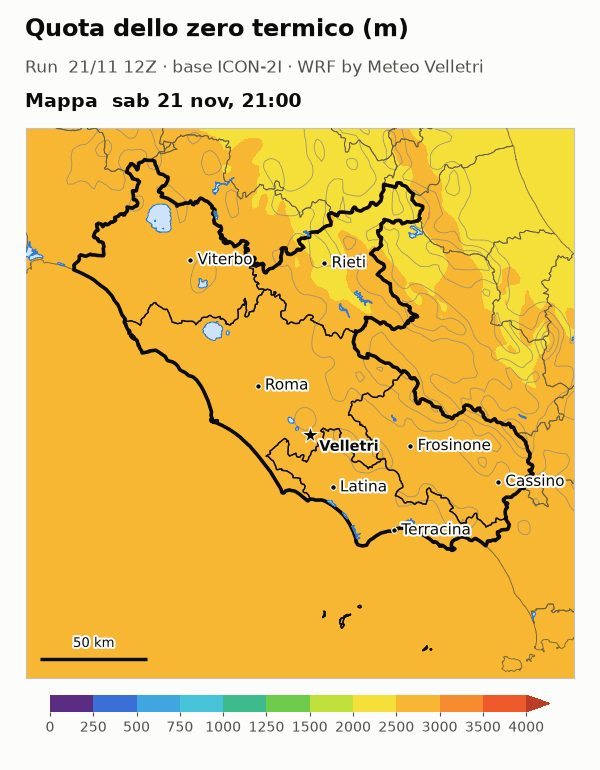 Quota dello zero termico (m)
Run  21/11 12Z · base ICON-2I · WRF by Meteo Velletri
Mappa  sab 21 nov, 21:00
Viterbo
Rieti
Roma
Velletri
Frosinone
Latina
Cassino
Terracina
50 km
0 250 500 750 1000 1250 1500 2000 2500 3000 3500 4000